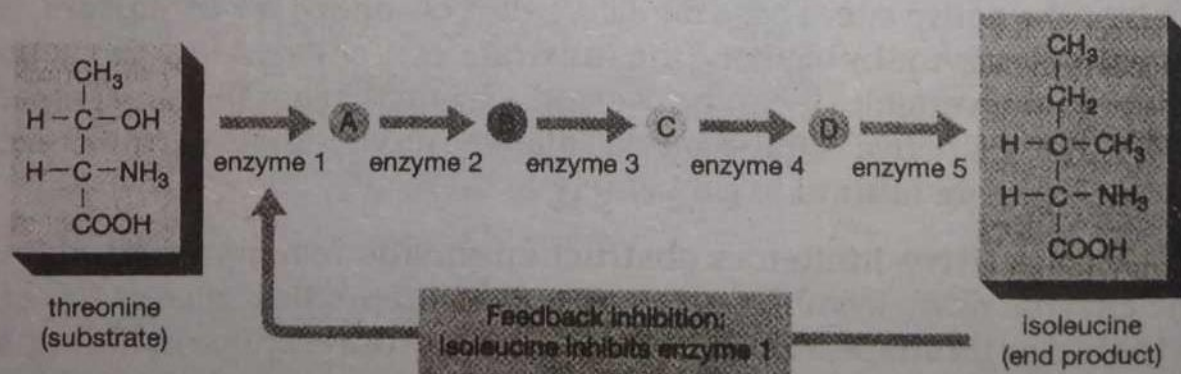 CH₃
H – C – OH
H – C – NH₃
COOH
threonine
(substrate)
enzyme 1
A
enzyme 2
B
enzyme 3
C
enzyme 4
D
enzyme 5
CH₃
CH₂
H – C – CH₃
H – C – NH₃
COOH
isoleucine
(end product)
Feedback inhibition:
Isoleucine inhibits enzyme 1